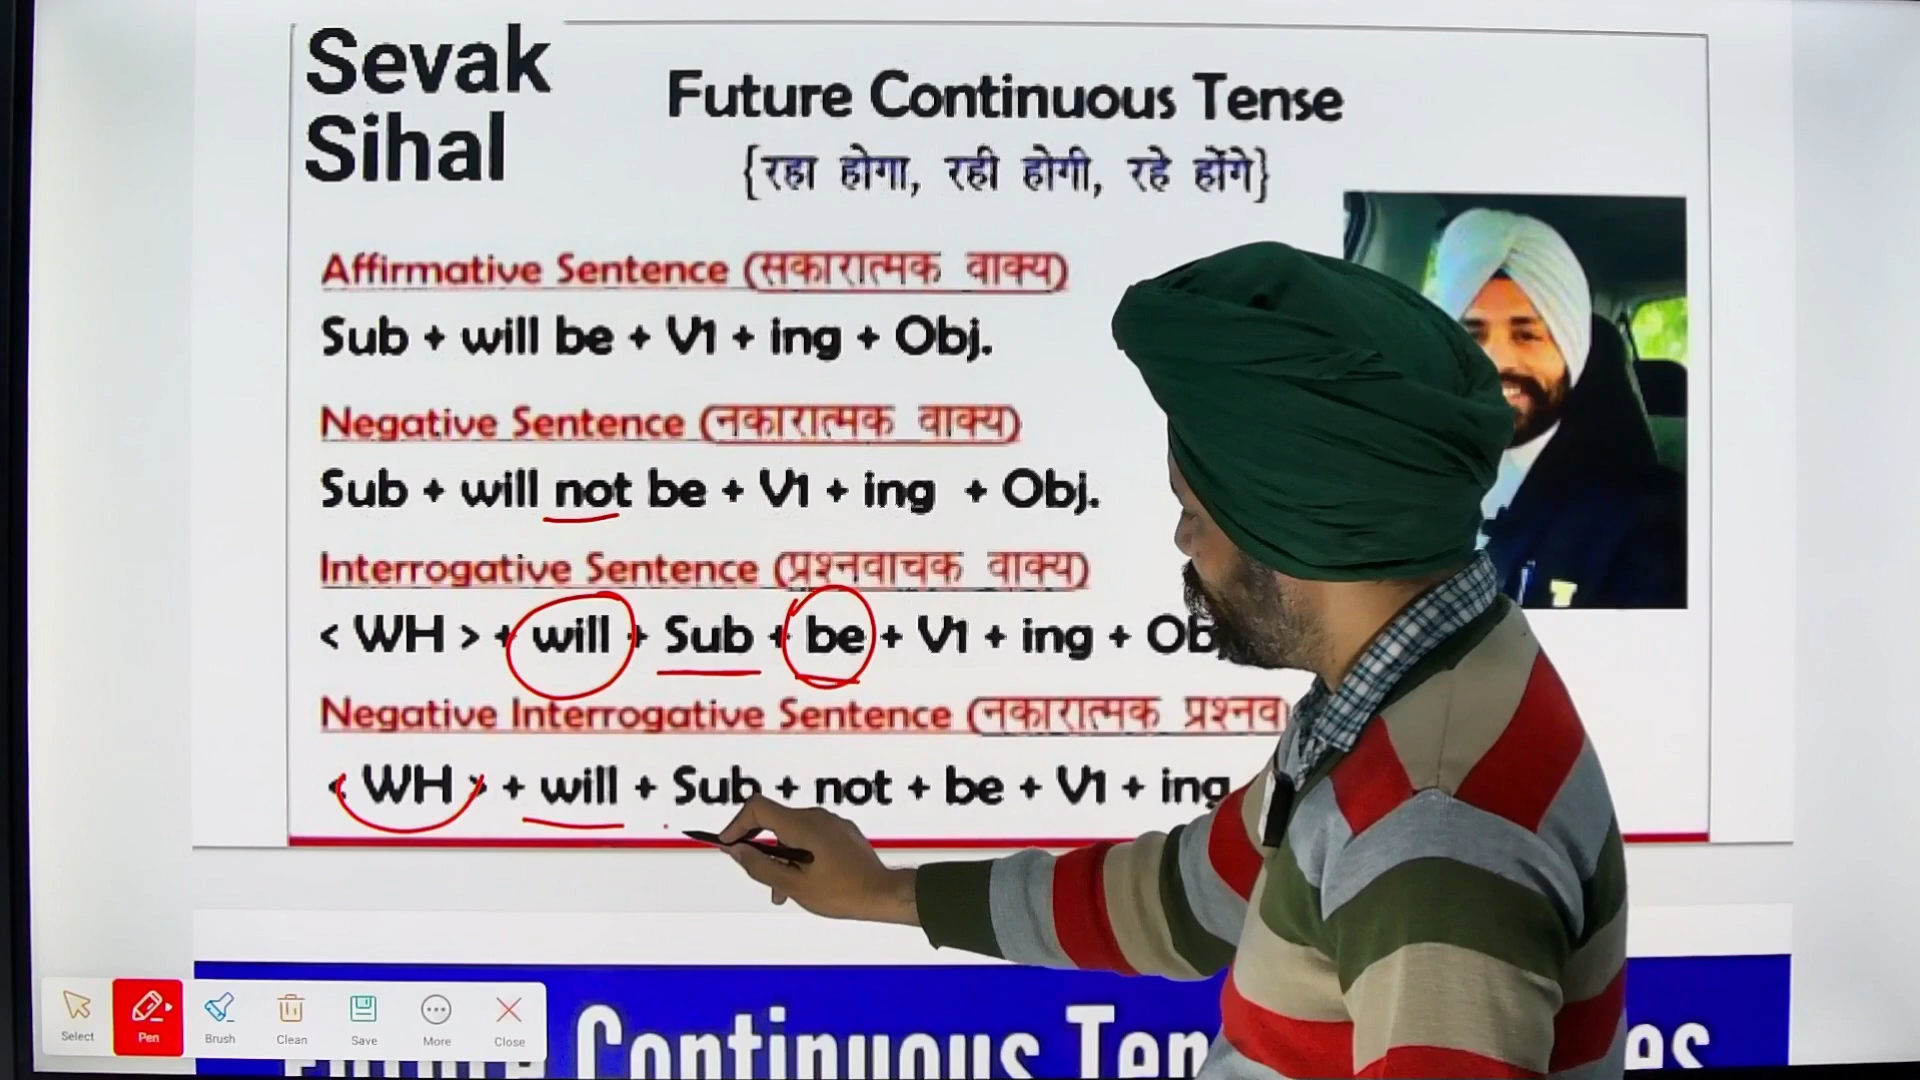 Sevak
Sihal
Future Continuous Tense
{रहा होगा, रही होगी, रहे होंगे}
Affirmative Sentence (सकारात्मक वाक्य)
Sub + will be + V1 + ing + Obj.
Negative Sentence (नकारात्मक वाक्य)
Sub + will not be + V1 + ing + Obj.
Interrogative Sentence (प्रश्नवाचक वाक्य)
< WH > + will + Sub + be + V1 + ing + Ob
Negative Interrogative Sentence (नकारात्मक
< WH > + will + Sub + not + be + V1 + ing
Continuous
Select
Pen
Brush
Clean
Save
More
Close